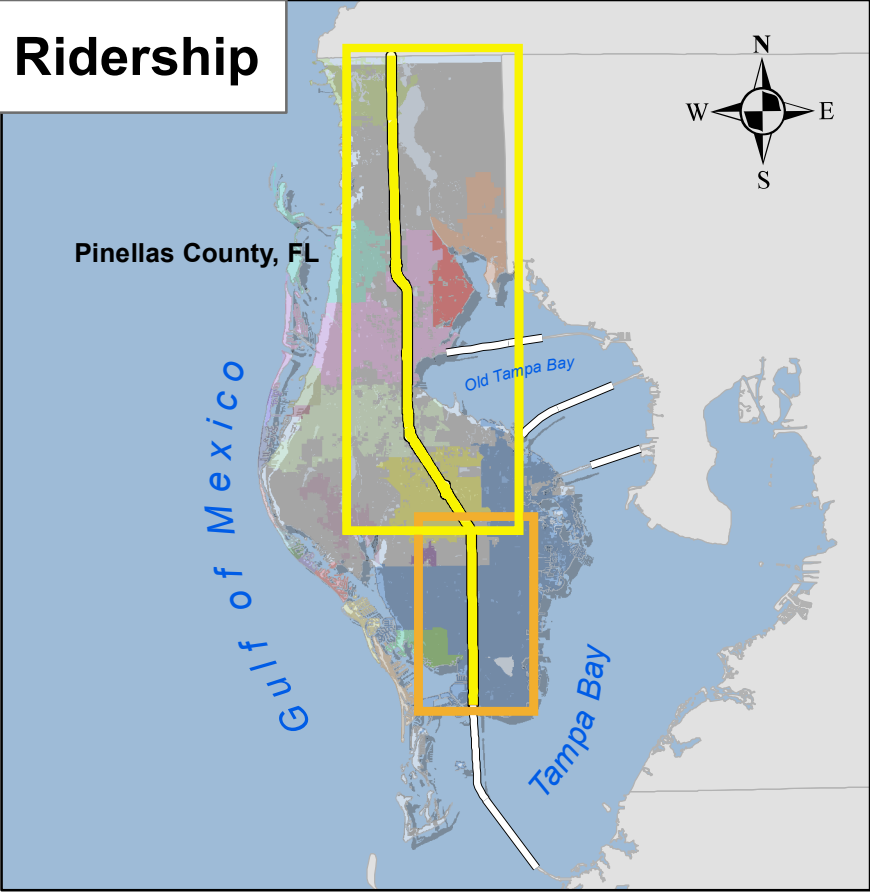 Ridership
N
W E
S
Pinellas County, FL
Old Tampa Bay
Gulf of Mexico
Tampa Bay